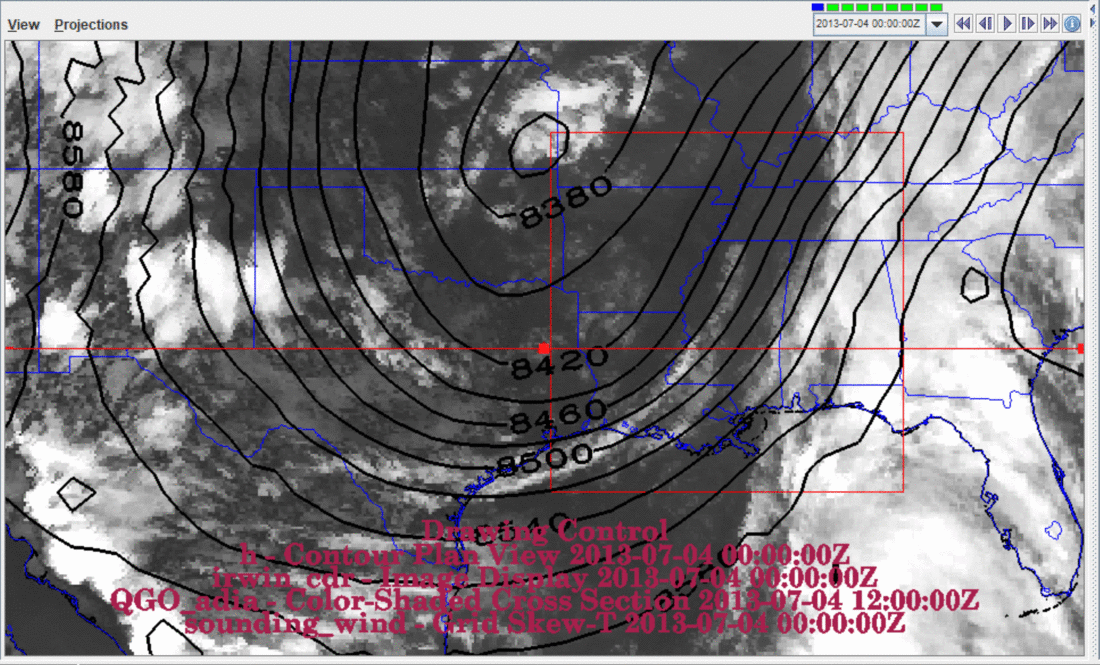 View Projections
2013-07-04 00:00:00Z
8580
8380
8420
8460
8500
8540
Drawing Control
h - Contour Plan View 2013-07-04 00:00:00Z
irwin_cdr - Image Display 2013-07-04 00:00:00Z
QGO_adia - Color-Shaded Cross Section 2013-07-04 12:00:00Z
sounding_wind - Grid Skew-T 2013-07-04 00:00:00Z